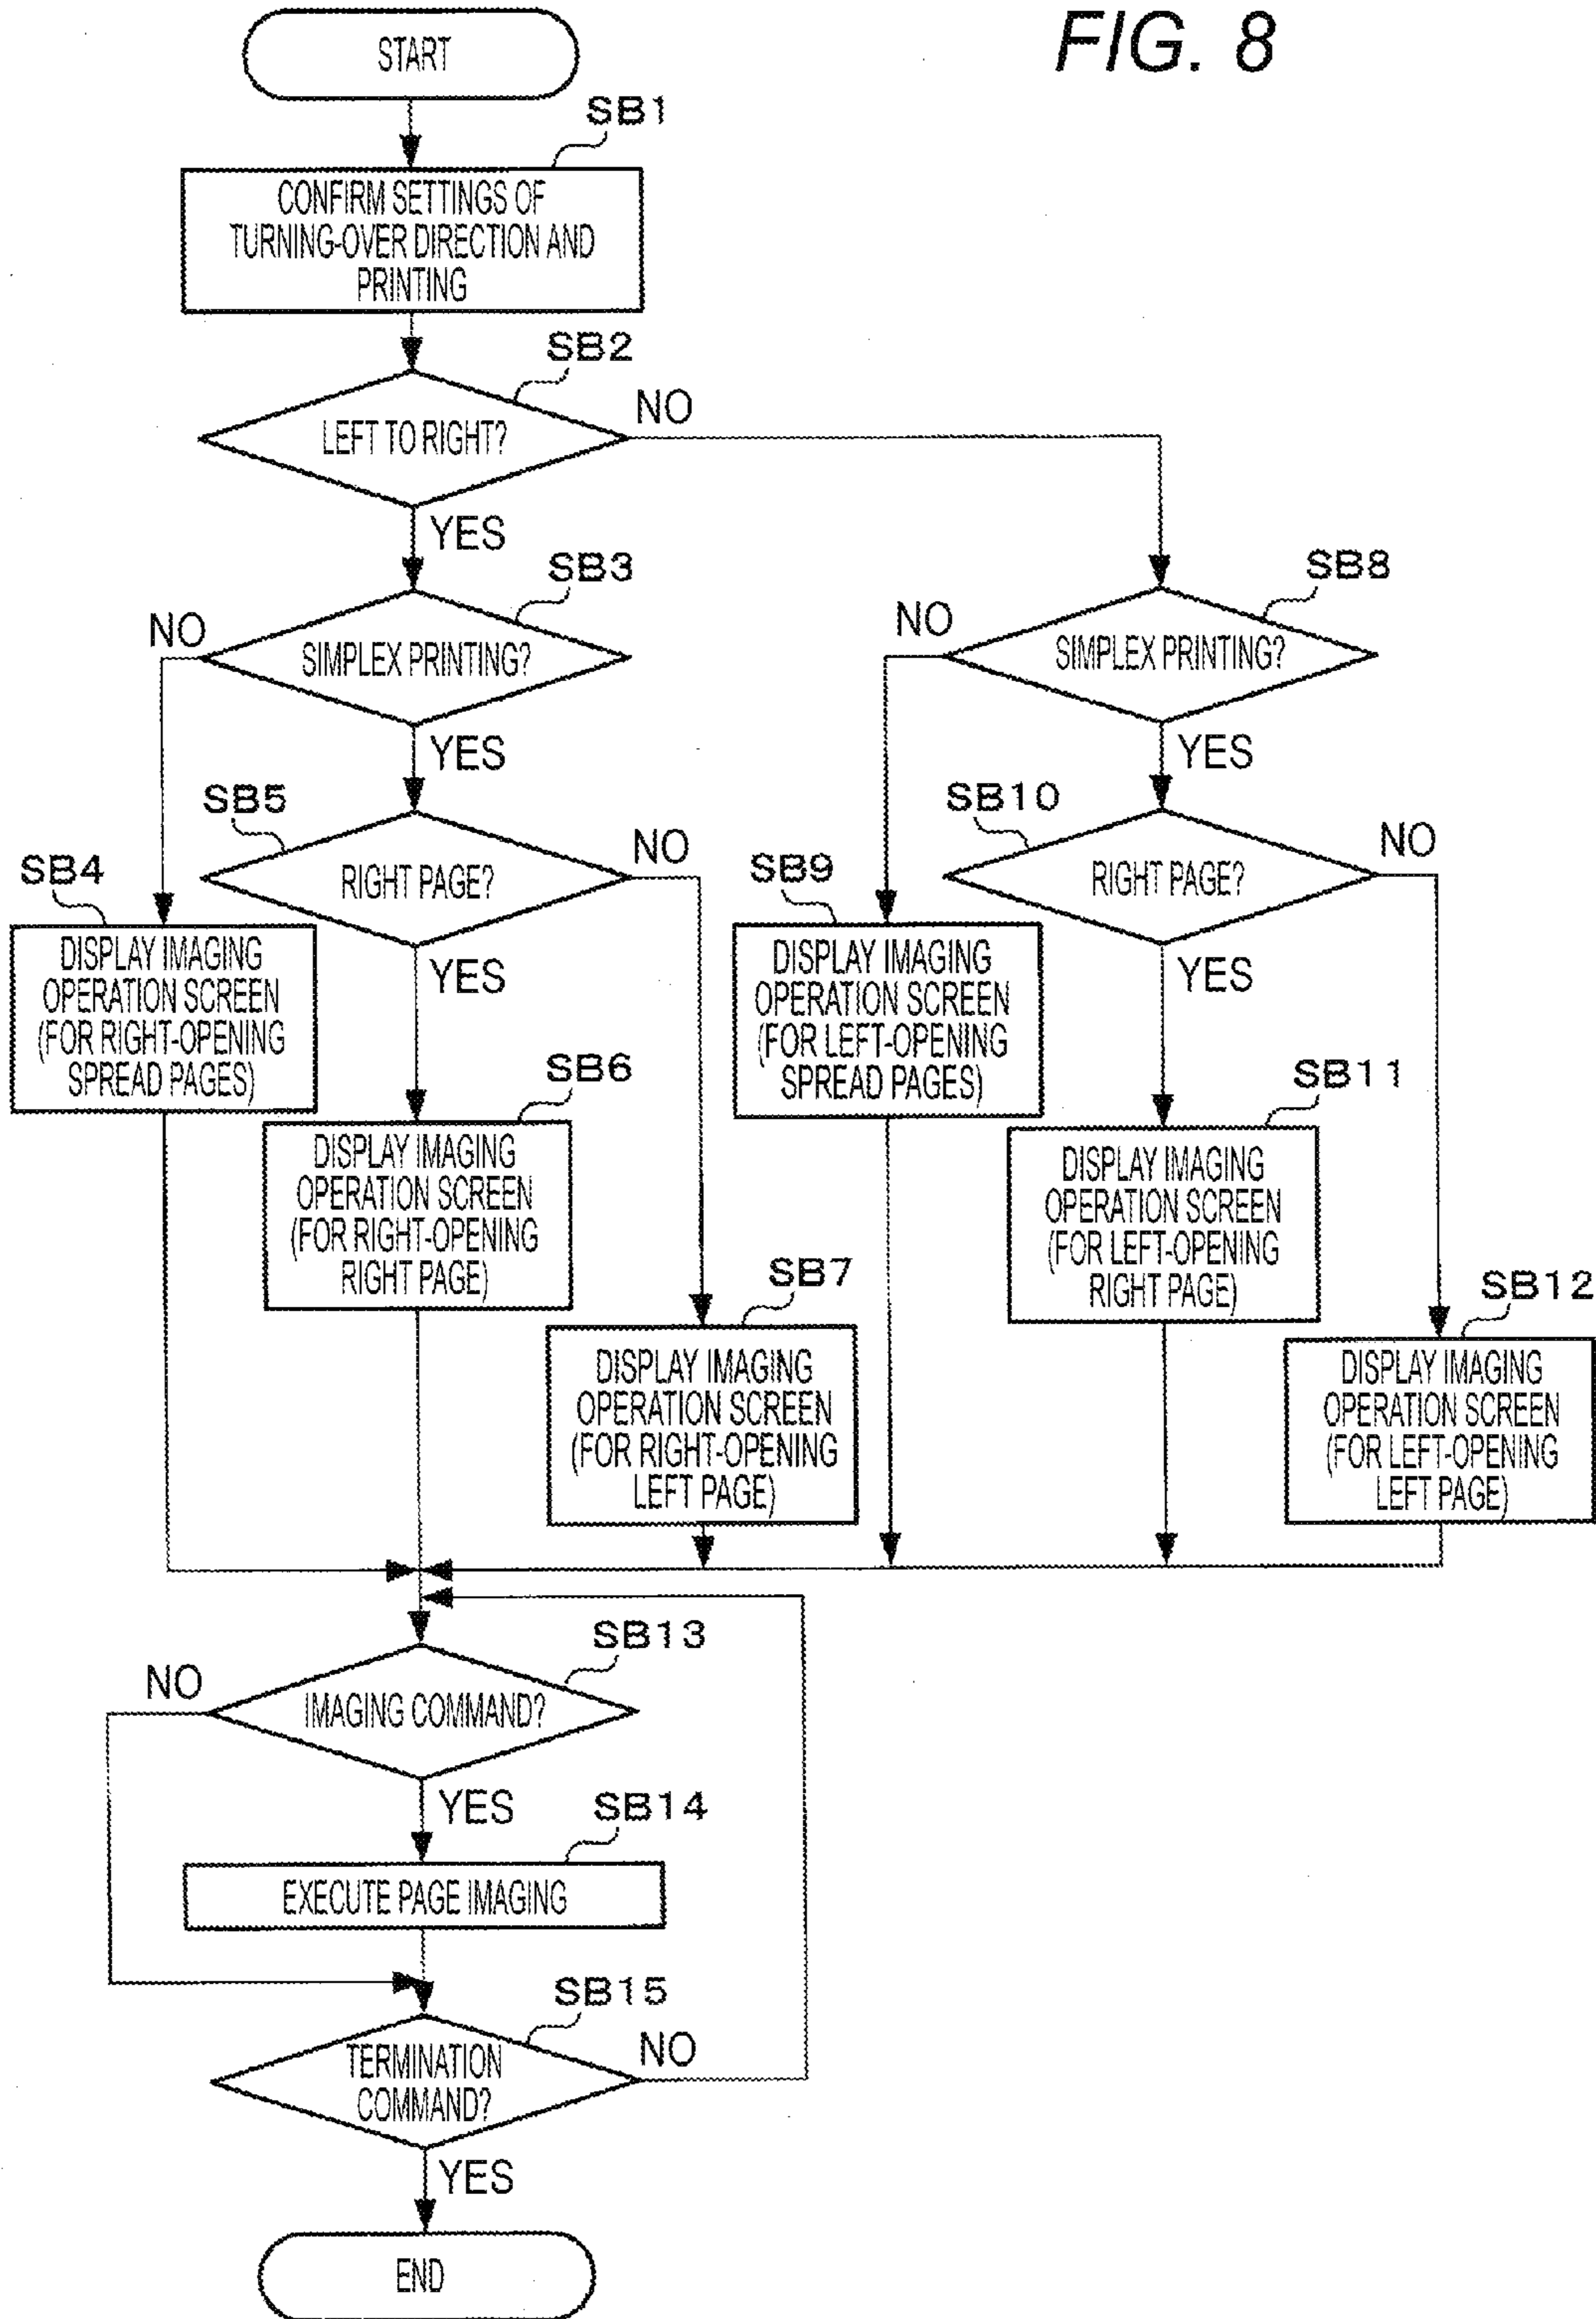 FIG. 8
START
SB1
CONFIRM SETTINGS OF
TURNING-OVER DIRECTION AND
PRINTING
SB2
LEFT TO RIGHT?
NO
YES
SB3
NO
SIMPLEX PRINTING?
YES
SB8
NO
SIMPLEX PRINTING?
YES
SB5
RIGHT PAGE?
NO
YES
SB4
DISPLAY IMAGING
OPERATION SCREEN
(FOR RIGHT-OPENING
SPREAD PAGES)
SB6
DISPLAY IMAGING
OPERATION SCREEN
(FOR RIGHT-OPENING
RIGHT PAGE)
SB7
DISPLAY IMAGING
OPERATION SCREEN
(FOR RIGHT-OPENING
LEFT PAGE)
SB10
RIGHT PAGE?
NO
YES
SB9
DISPLAY IMAGING
OPERATION SCREEN
(FOR LEFT-OPENING
SPREAD PAGES)
SB11
DISPLAY IMAGING
OPERATION SCREEN
(FOR LEFT-OPENING
RIGHT PAGE)
SB12
DISPLAY IMAGING
OPERATION SCREEN
(FOR LEFT-OPENING
LEFT PAGE)
SB13
NO
IMAGING COMMAND?
YES
SB14
EXECUTE PAGE IMAGING
SB15
TERMINATION
COMMAND?
NO
YES
END